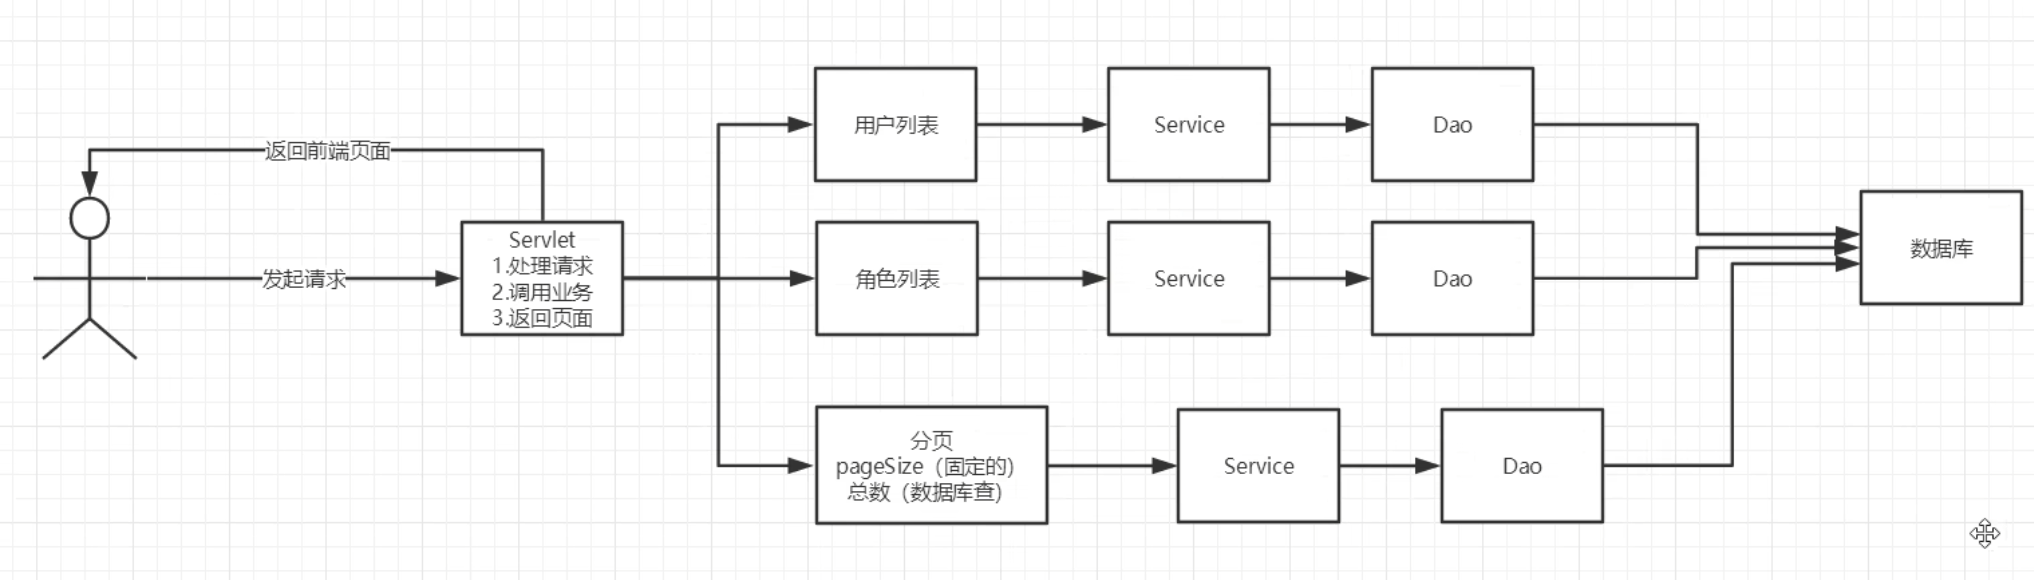 返回前端页面
发起请求
Servlet
1.处理请求
2.调用业务
3.返回页面
用户列表
Service
Dao
角色列表
Service
Dao
分页
pageSize（固定的）
总数（数据库查）
Service
Dao
数据库